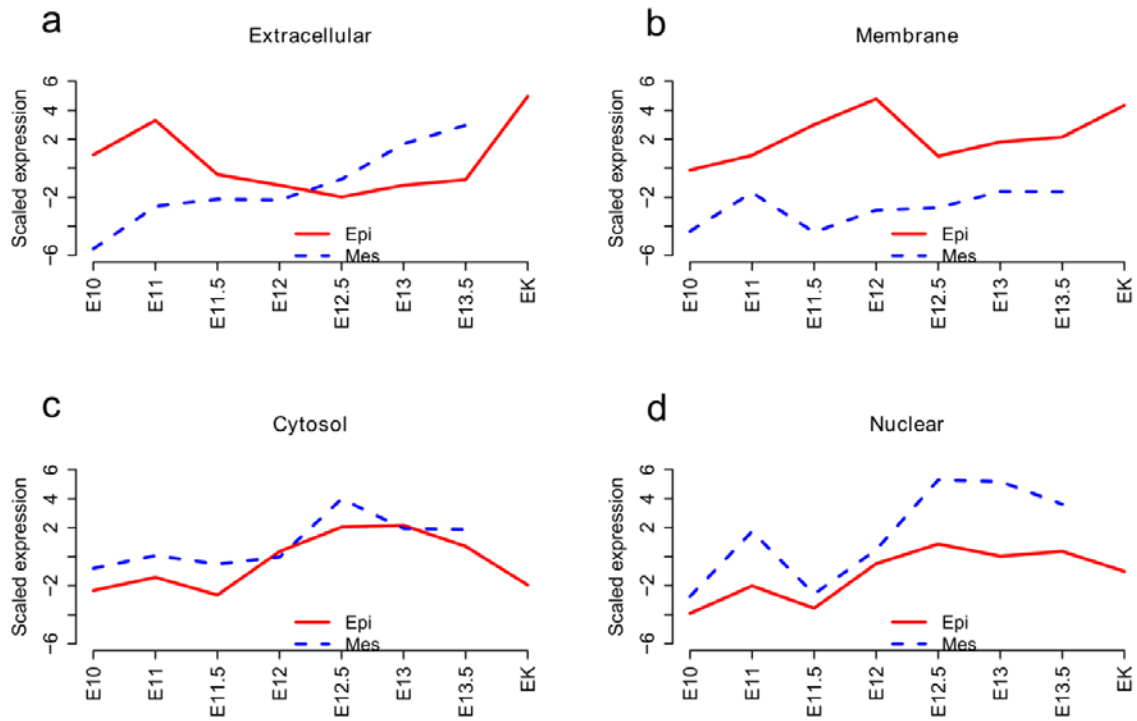 a
Extracellular
Scaled expression
6
4
2
−2
−6
Epi
Mes
E10
E11
E11.5
E12
E12.5
E13
E13.5
EK
b
Membrane
Scaled expression
6
4
2
−2
−6
Epi
Mes
E10
E11
E11.5
E12
E12.5
E13
E13.5
EK
c
Cytosol
Scaled expression
6
4
2
−2
−6
Epi
Mes
E10
E11
E11.5
E12
E12.5
E13
E13.5
EK
d
Nuclear
Scaled expression
6
4
2
−2
−6
Epi
Mes
E10
E11
E11.5
E12
E12.5
E13
E13.5
EK